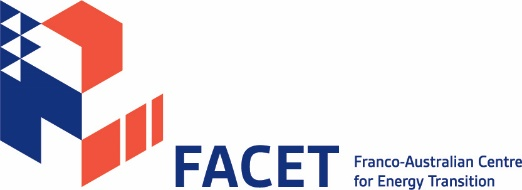 FACET
Franco-Australian Centre
for Energy Transition